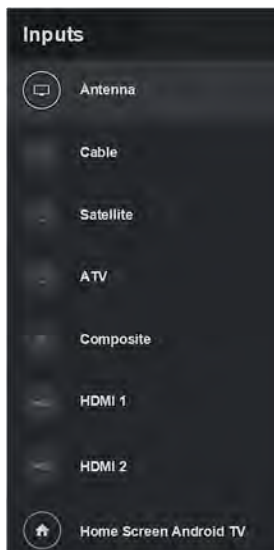 Inputs
Antenna
Cable
Satellite
ATV
Composite
HDMI 1
HDMI 2
Home Screen Android TV